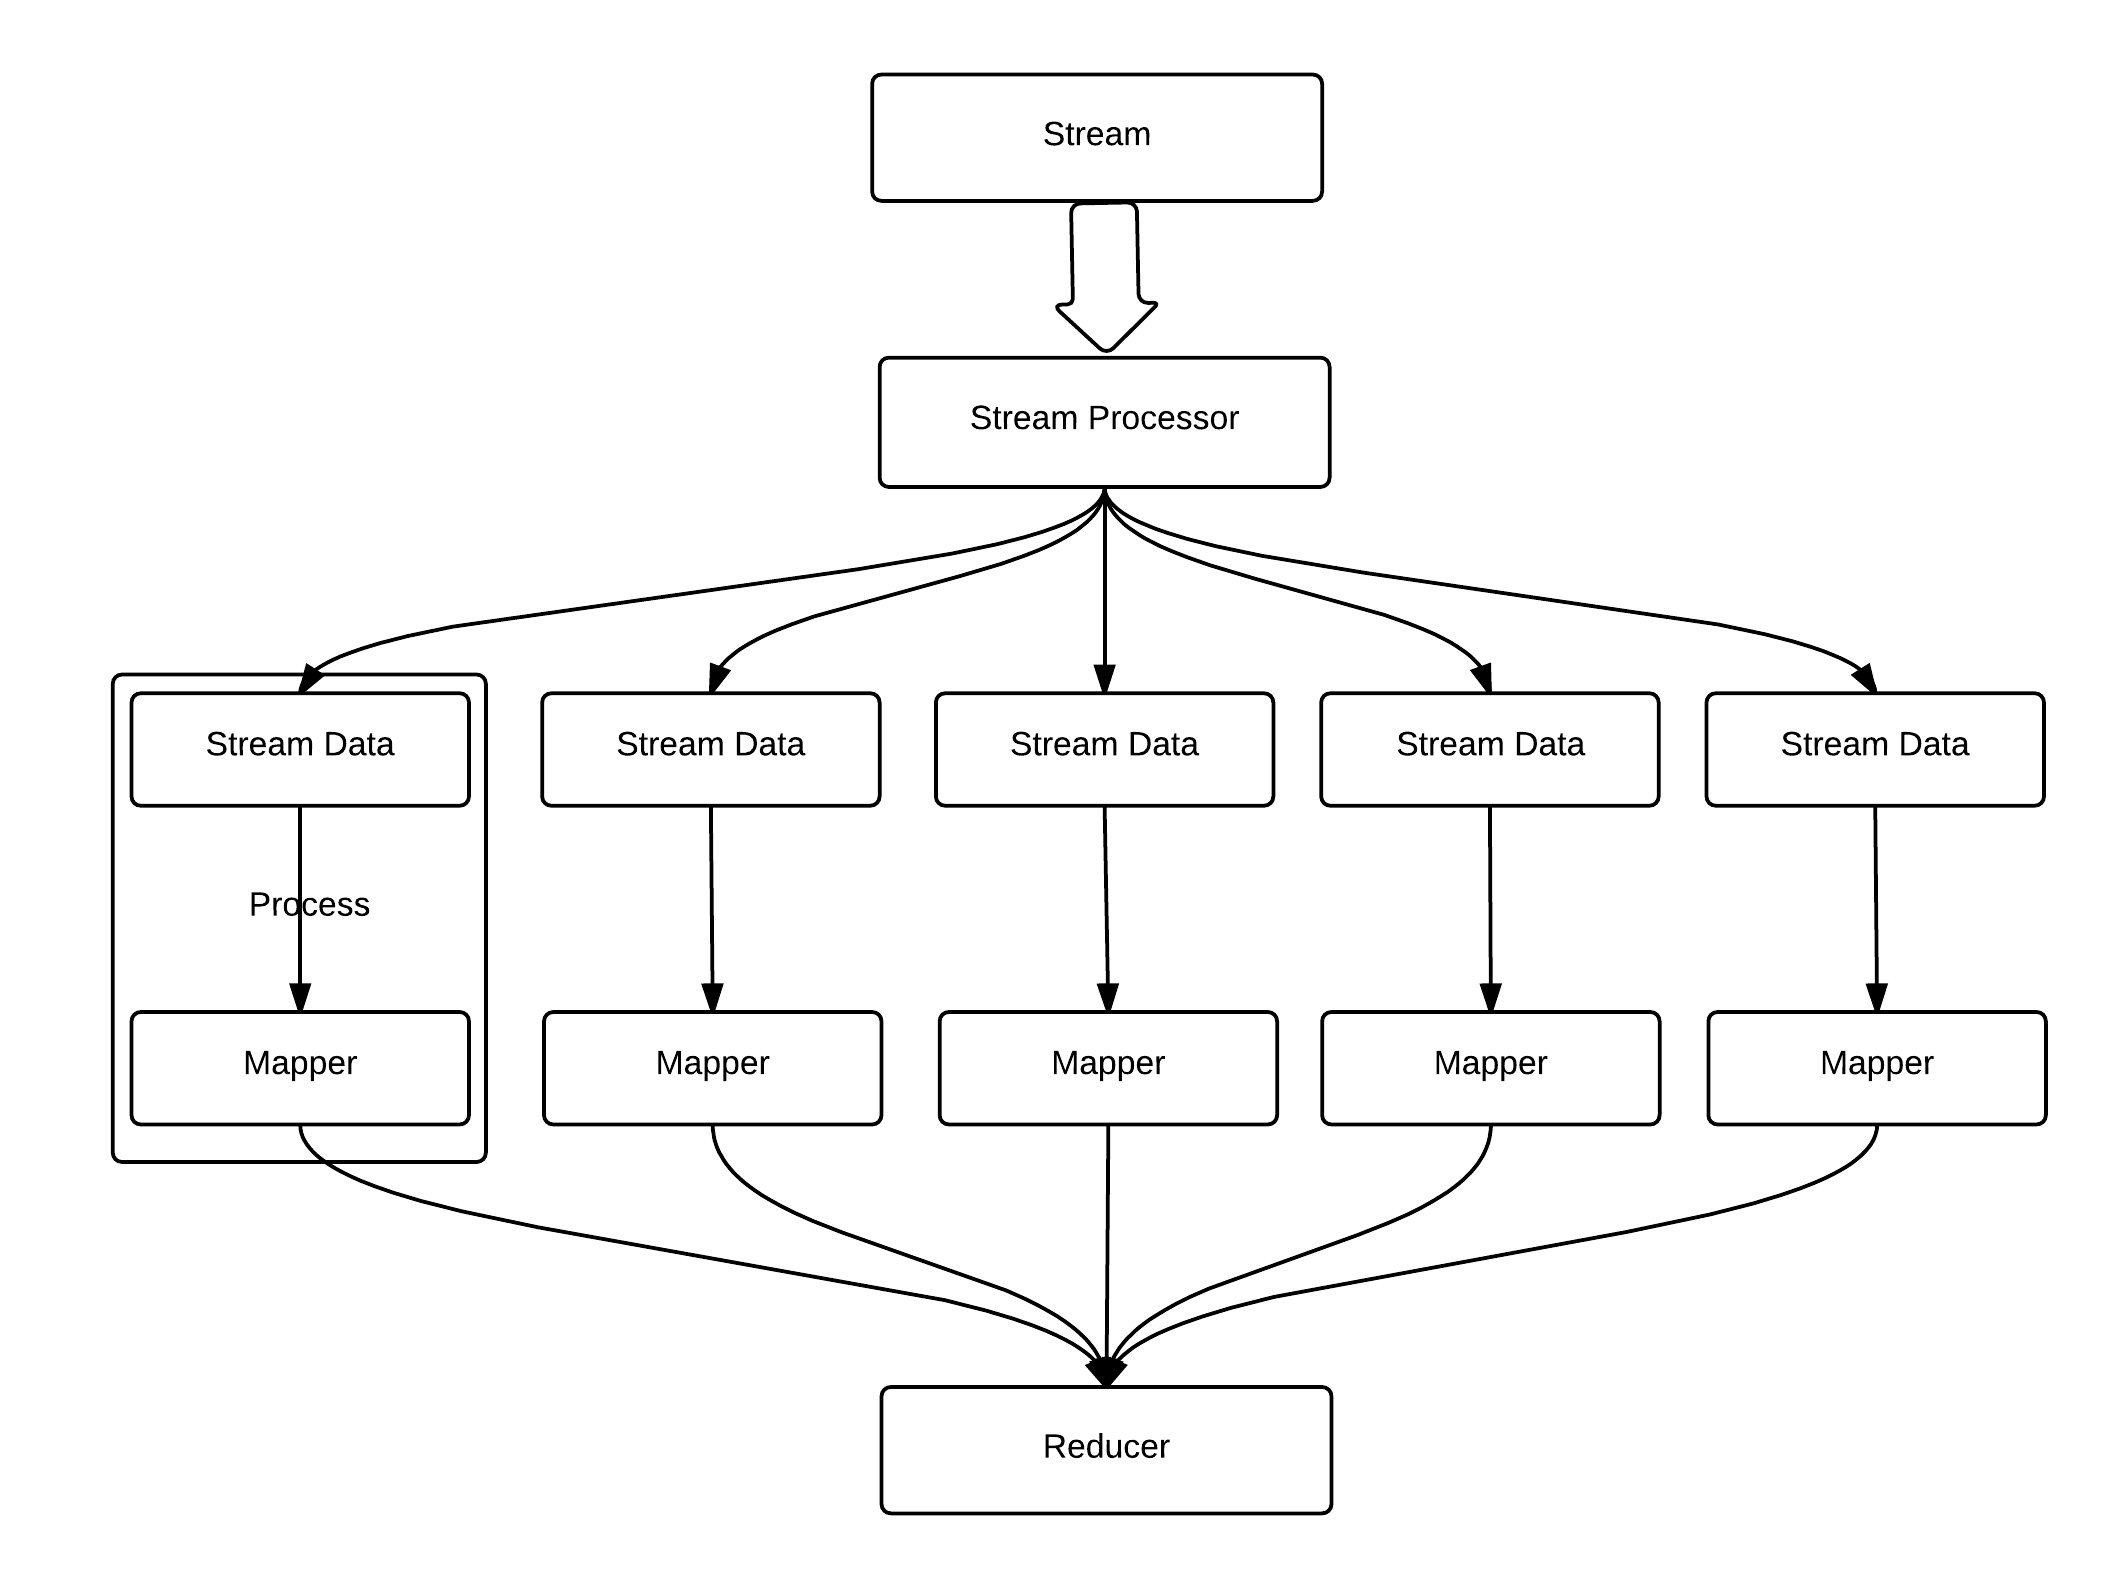 Stream
Stream Processor
Stream Data
Stream Data
Stream Data
Stream Data
Stream Data
Process
Mapper
Mapper
Mapper
Mapper
Mapper
Reducer